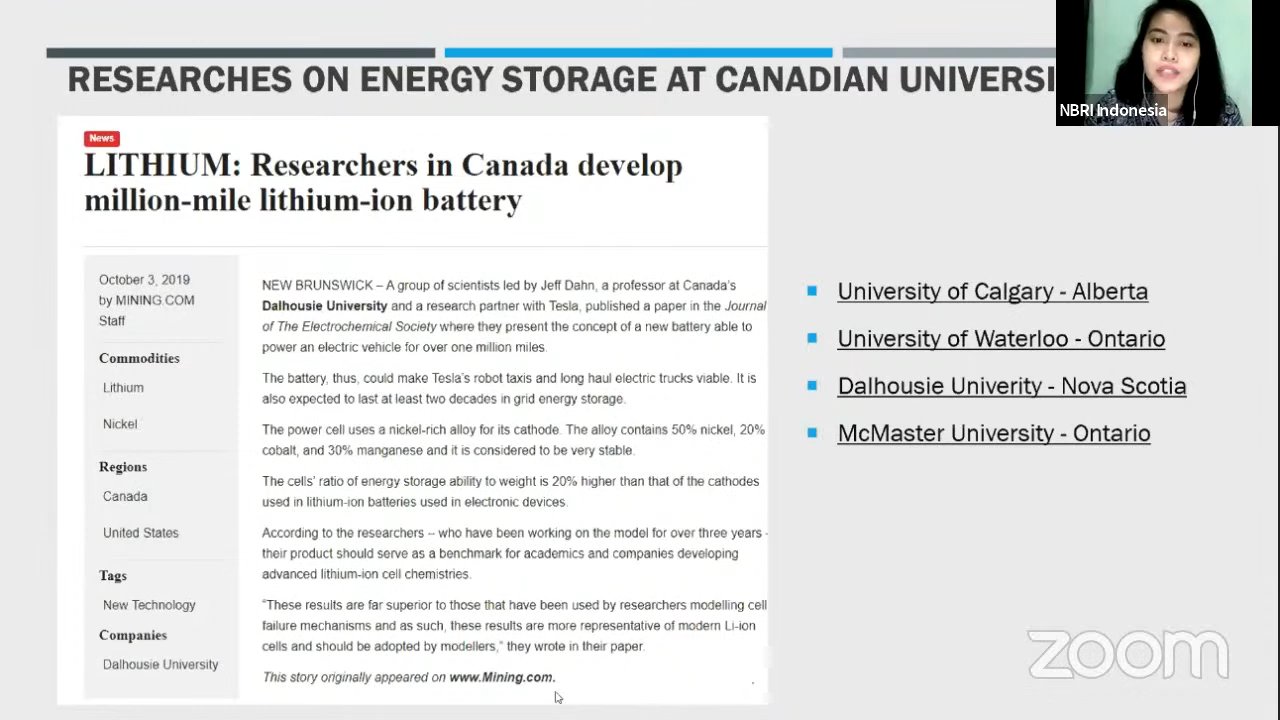 RESEARCHES ON ENERGY STORAGE AT CANADIAN UNIVERSI
NBRI Indonesia
News
LITHIUM: Researchers in Canada develop
million-mile lithium-ion battery
October 3, 2019
by MINING.COM
Staff
Commodities
Lithium
Nickel
Regions
Canada
United States
Tags
New Technology
Companies
Dalhousie University
NEW BRUNSWICK – A group of scientists led by Jeff Dahn, a professor at Canada's
Dalhousie University and a research partner with Tesla, published a paper in the Journal
of The Electrochemical Society where they present the concept of a new battery able to
power an electric vehicle for over one million miles.
The battery, thus, could make Tesla's robot taxis and long haul electric trucks viable. It is
also expected to last at least two decades in grid energy storage.
The power cell uses a nickel-rich alloy for its cathode. The alloy contains 50% nickel, 20%
cobalt, and 30% manganese and it is considered to be very stable.
The cells' ratio of energy storage ability to weight is 20% higher than that of the cathodes
used in lithium-ion batteries used in electronic devices.
According to the researchers -- who have been working on the model for over three years -
their product should serve as a benchmark for academics and companies developing
advanced lithium-ion cell chemistries.
"These results are far superior to those that have been used by researchers modelling cell
failure mechanisms and as such, these results are more representative of modern Li-ion
cells and should be adopted by modellers," they wrote in their paper.
This story originally appeared on www.Mining.com.
University of Calgary - Alberta
University of Waterloo - Ontario
Dalhousie Univerity - Nova Scotia
McMaster University - Ontario
zoom